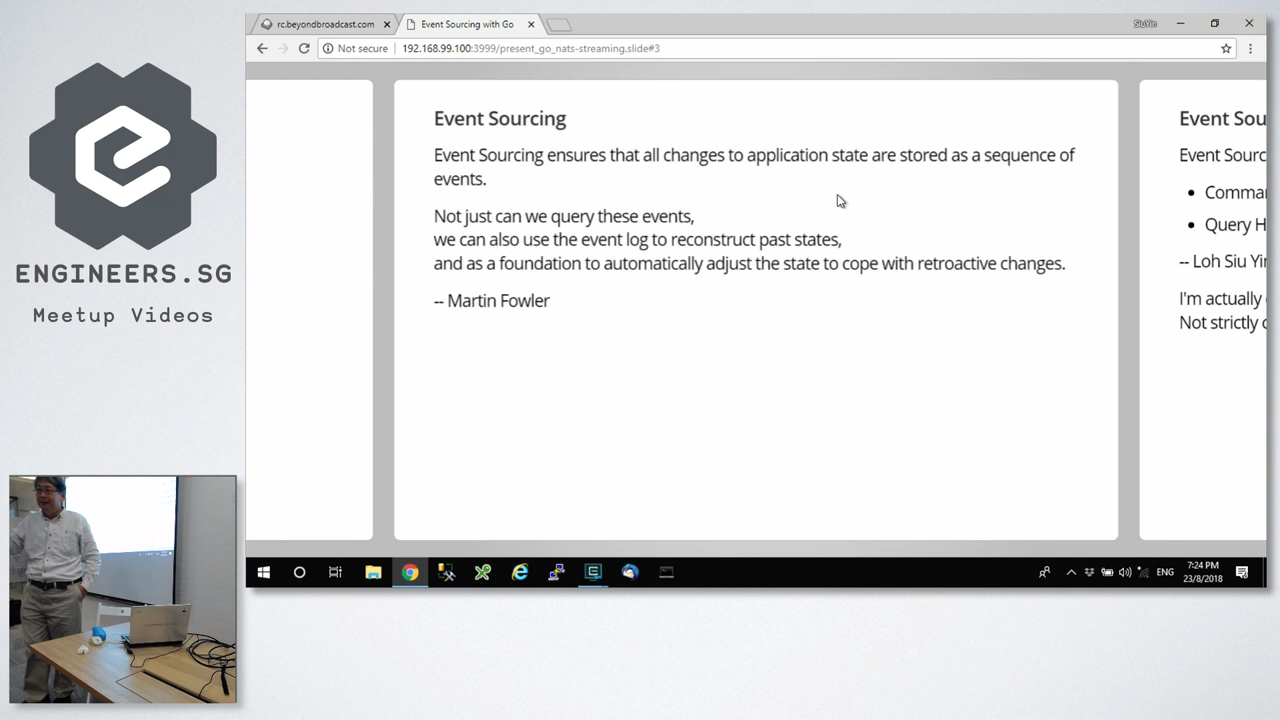 rc.beyondbroadcast.com
Event Sourcing with Go
SiuYin
Not secure
192.168.99.100:3999/present_go_nats-streaming.slide#3
ENGINEERS.SG
Meetup Videos
Event Sourcing
Event Sourcing ensures that all changes to application state are stored as a sequence of
events.
Not just can we query these events,
we can also use the event log to reconstruct past states,
and as a foundation to automatically adjust the state to cope with retroactive changes.
-- Martin Fowler
Event Sou
Event Sourc
• Comma
• Query H
-- Loh Siu Yi
I'm actually
Not strictly
ENG
7:24 PM
23/8/2018